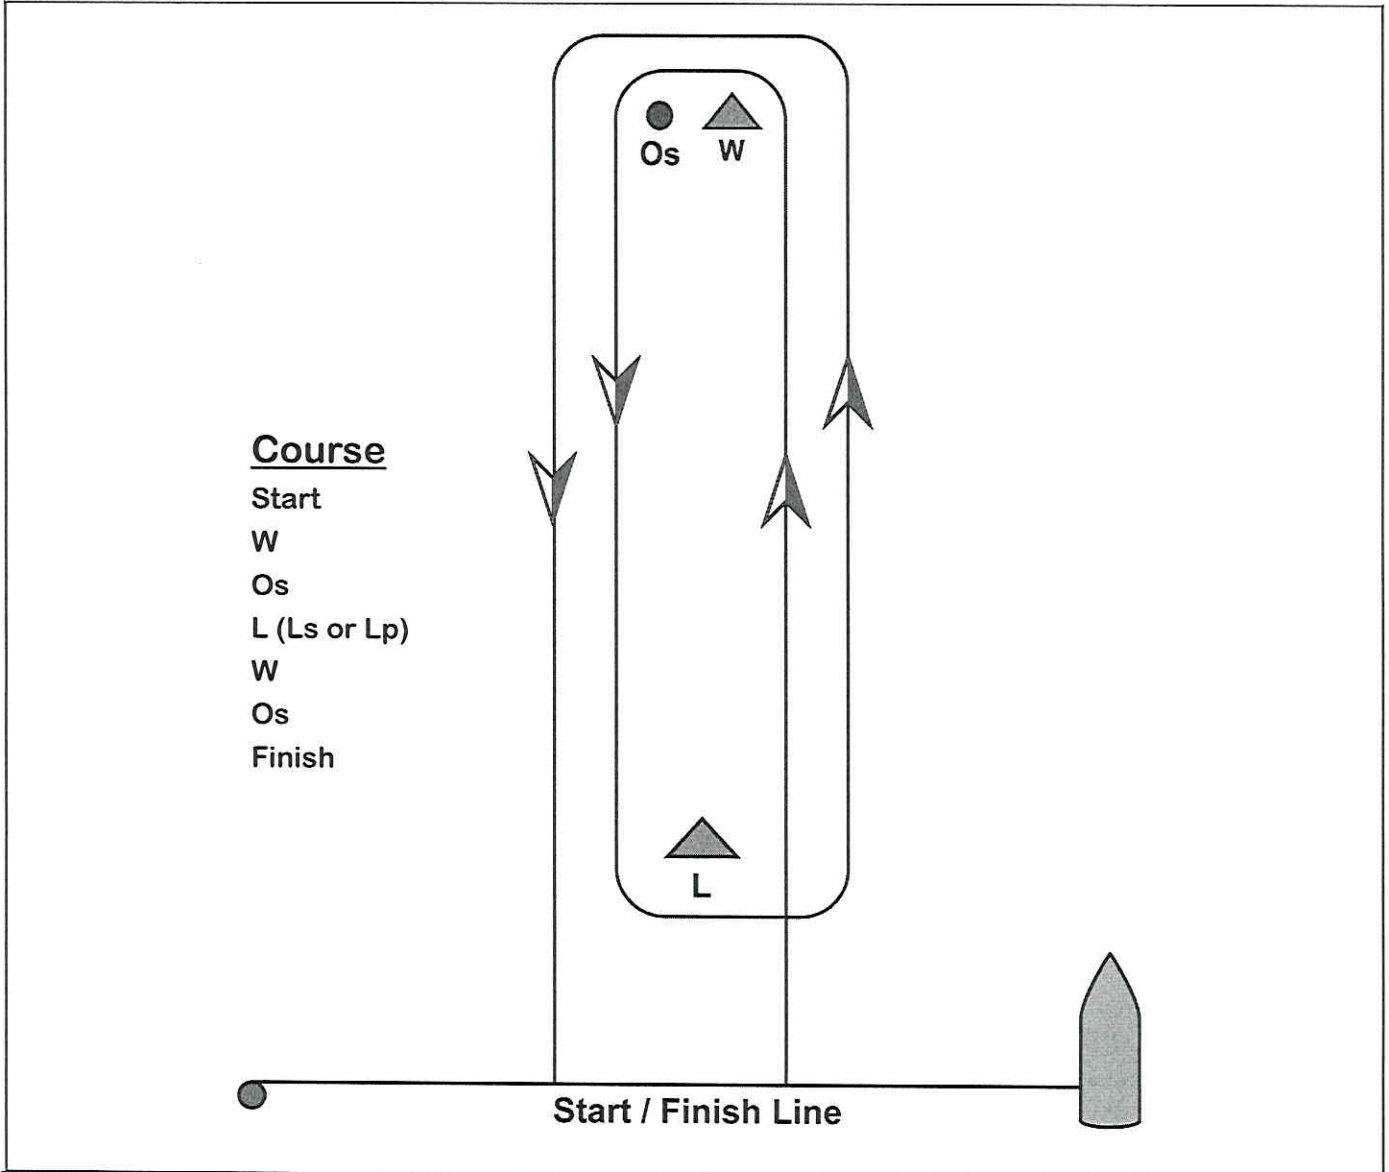 Os
W
Course
Start
W
Os
L (Ls or Lp)
W
Os
Finish
L
Start / Finish Line